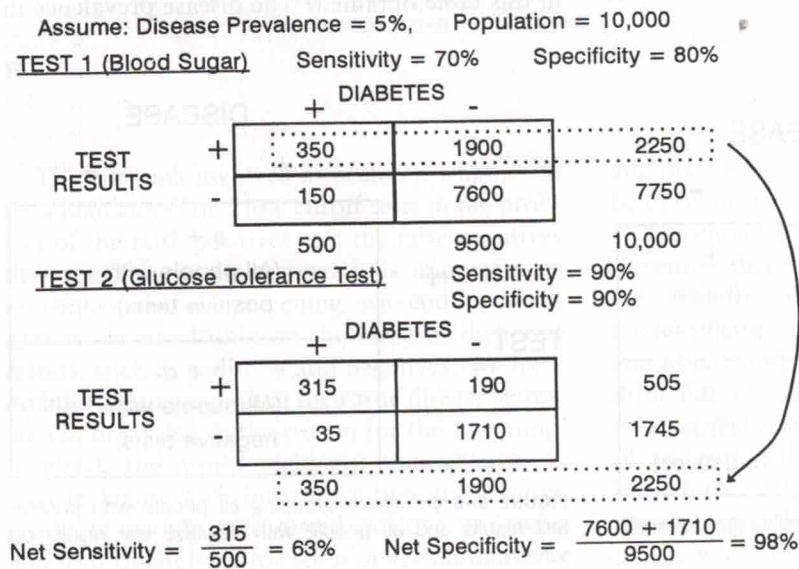 Assume: Disease Prevalence = 5%, Population = 10,000
TEST 1 (Blood Sugar) Sensitivity = 70% Specificity = 80%
DIABETES
+ -
TEST RESULTS + 350 1900 2250
- 150 7600 7750
500 9500 10,000
TEST 2 (Glucose Tolerance Test) Sensitivity = 90%
Specificity = 90%
DIABETES
+ -
TEST RESULTS + 315 190 505
- 35 1710 1745
350 1900 2250
Net Sensitivity = 315/500 = 63% Net Specificity = 7600 + 1710 / 9500 = 98%